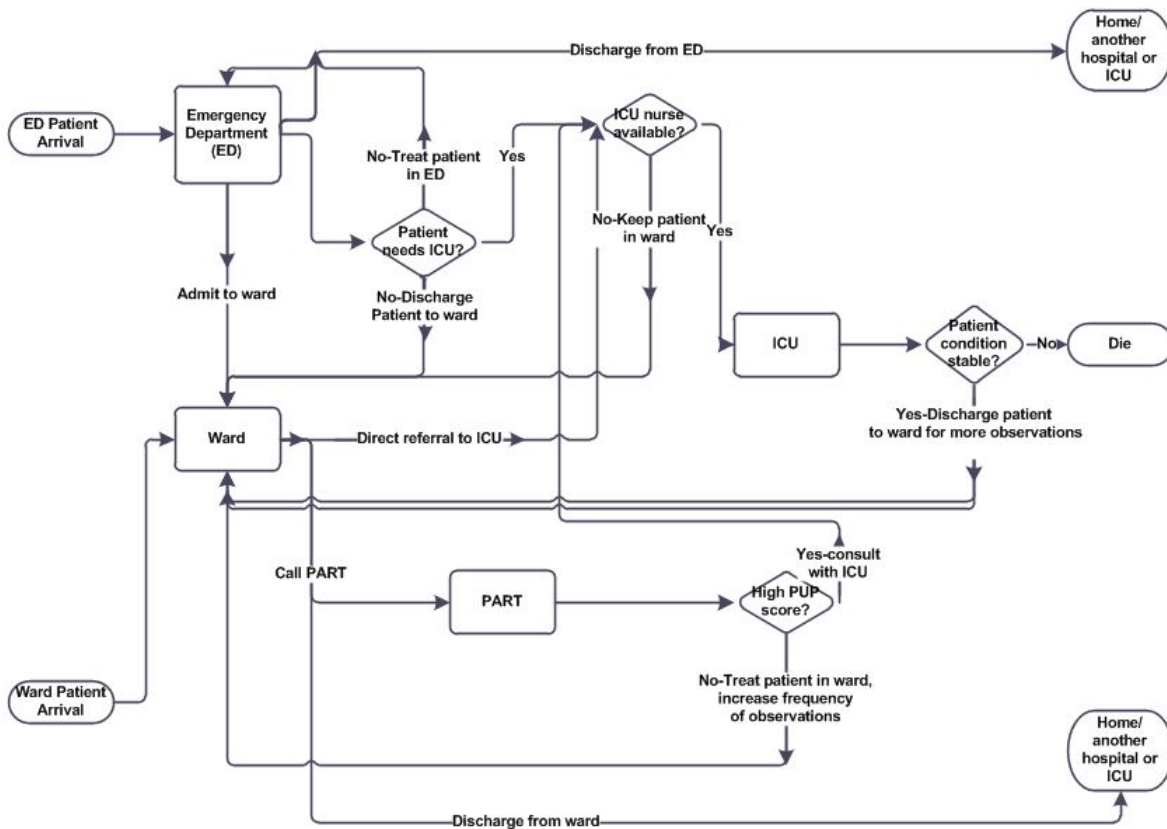 Home/
another
hospital or
ICU
Discharge from ED
ED Patient
Arrival
Emergency
Department
(ED)
ICU nurse
available?
No-Treat patient
in ED
Yes
No-Keep patient
in ward
Yes
Patient
needs ICU?
Admit to ward
No-Discharge
Patient to ward
ICU
Patient
condition
stable?
No
Die
Yes-Discharge patient
to ward for more observations
Ward
Direct referral to ICU
Call PART
PART
Yes-consult
with ICU
High PUP
score?
No-Treat patient in ward,
increase frequency
of observations
Ward Patient
Arrival
Home/
another
hospital or
ICU
Discharge from ward